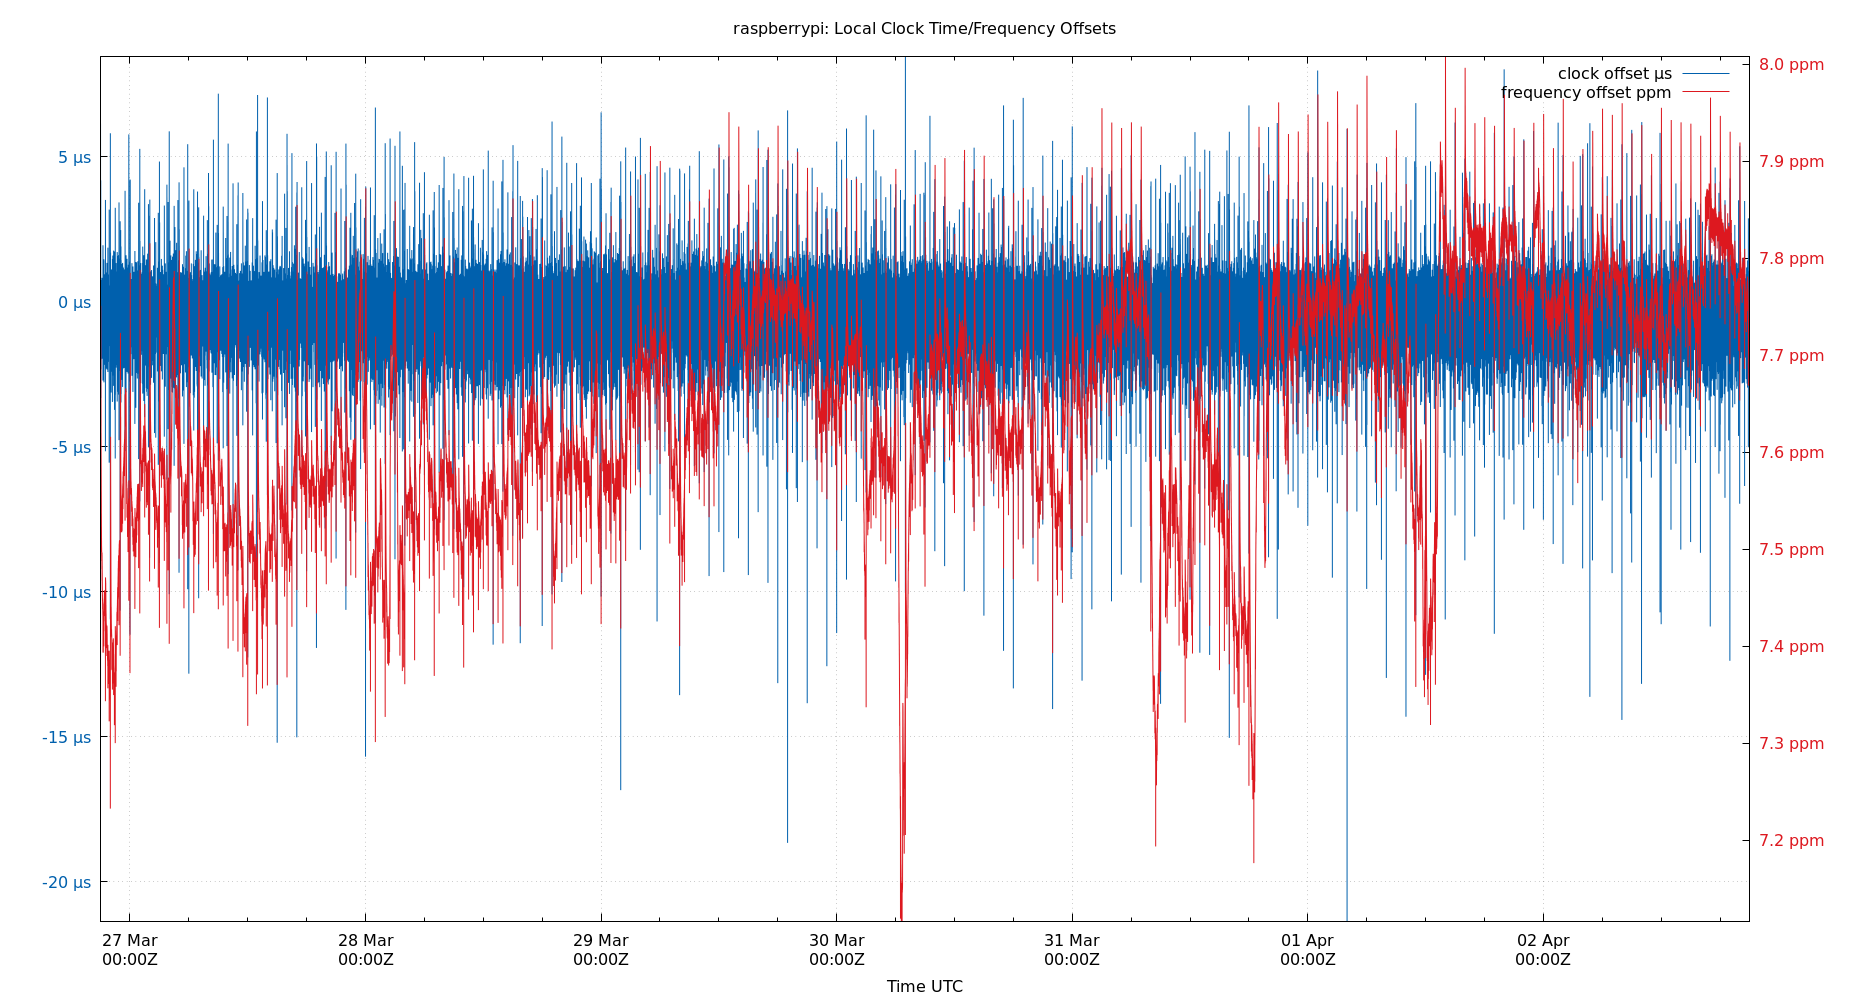 raspberrypi: Local Clock Time/Frequency Offsets
clock offset µs
frequency offset ppm
5 µs
0 µs
-5 µs
-10 µs
-15 µs
-20 µs
8.0 ppm
7.9 ppm
7.8 ppm
7.7 ppm
7.6 ppm
7.5 ppm
7.4 ppm
7.3 ppm
7.2 ppm
27 Mar 28 Mar 29 Mar 30 Mar 31 Mar 01 Apr 02 Apr
00:00Z 00:00Z 00:00Z 00:00Z 00:00Z 00:00Z 00:00Z
Time UTC